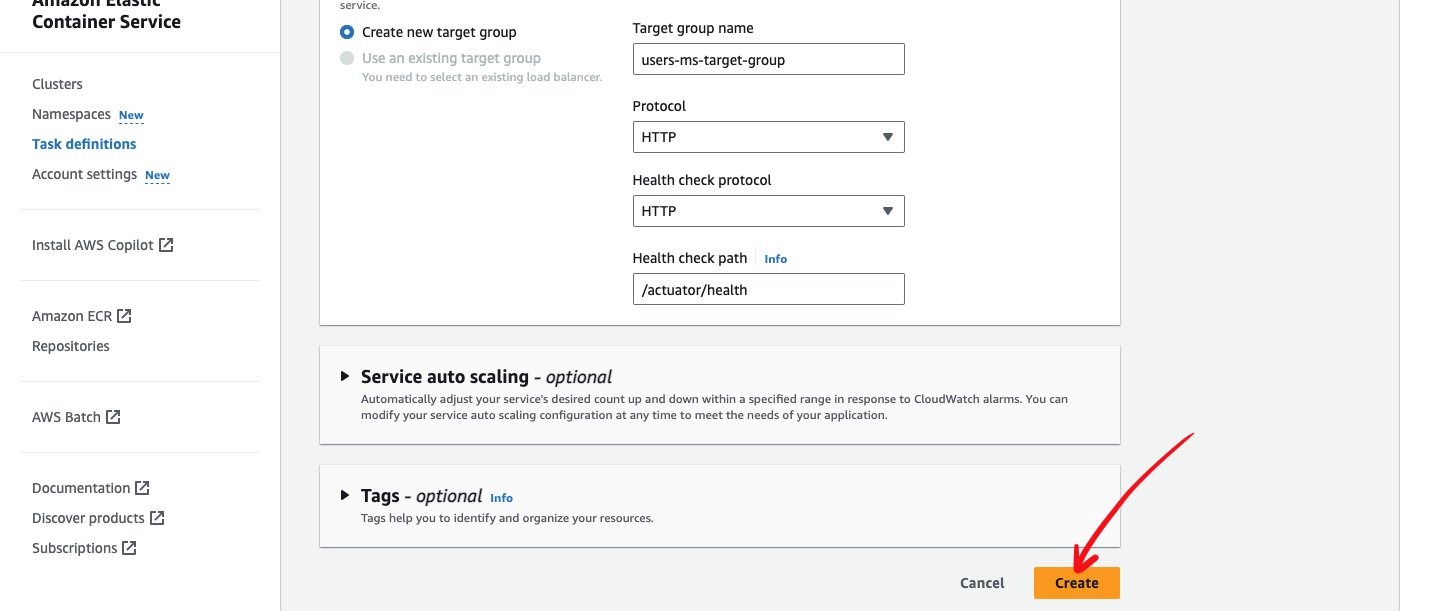 Amazon Elastic
Container Service
Clusters
Namespaces New
Task definitions
Account settings New
Install AWS Copilot
Amazon ECR
Repositories
AWS Batch
Documentation
Discover products
Subscriptions
service.
Create new target group
Use an existing target group
You need to select an existing load balancer.
Target group name
users-ms-target-group
Protocol
HTTP
Health check protocol
HTTP
Health check path Info
/actuator/health
Service auto scaling - optional
Automatically adjust your service's desired count up and down within a specified range in response to CloudWatch alarms. You can
modify your service auto scaling configuration at any time to meet the needs of your application.
Tags - optional Info
Tags help you to identify and organize your resources.
Cancel
Create